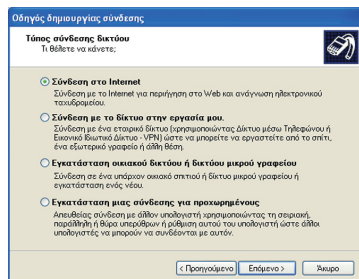 Οδηγός δημιουργίας σύνδεσης
Τύπος σύνδεσης δικτύου
Τι θέλετε να κάνετε;
Σύνδεση στο Internet
Σύνδεση με το Internet για περιήγηση στο Web και ανάγνωση ηλεκτρονικού
ταχυδρομείου.
Σύνδεση με το δίκτυο στην εργασία μου.
Σύνδεση με ένα εταιρικό δίκτυο (χρησιμοποιώντας Δίκτυο μέσω Τηλεφώνου ή
Εικονικό Ιδιωτικό Δίκτυο - VPN) ώστε να μπορείτε να εργαστείτε από το σπίτι,
ένα εξωτερικό γραφείο ή άλλη θέση.
Εγκατάσταση οικιακού δικτύου ή δικτύου μικρού γραφείου
Σύνδεση σε ένα υπάρχον οικιακό σπιτιού ή δίκτυο μικρού γραφείου ή
εγκατάσταση ενός νέου.
Εγκατάσταση μιας σύνδεσης για προχωρημένους
Απευθείας σύνδεση με άλλον υπολογιστή χρησιμοποιώντας τη σειριακή,
παράλληλη ή θύρα υπερύθρων ή ρύθμιση αυτού του υπολογιστή ώστε άλλοι
υπολογιστές να μπορούν να συνδέονται με αυτόν.
< Προηγούμενο Επόμενο > Άκυρο